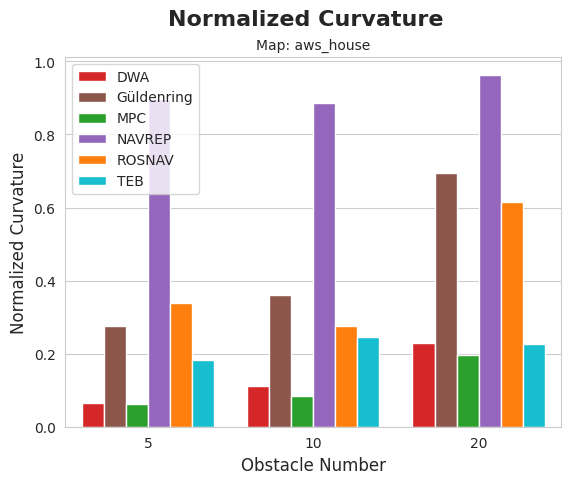 Normalized Curvature
Map: aws_house
1.0
0.8
0.6
0.4
0.2
0.0
Normalized Curvature
DWA
Güldenring
MPC
NAVREP
ROSNAV
TEB
5
10
20
Obstacle Number